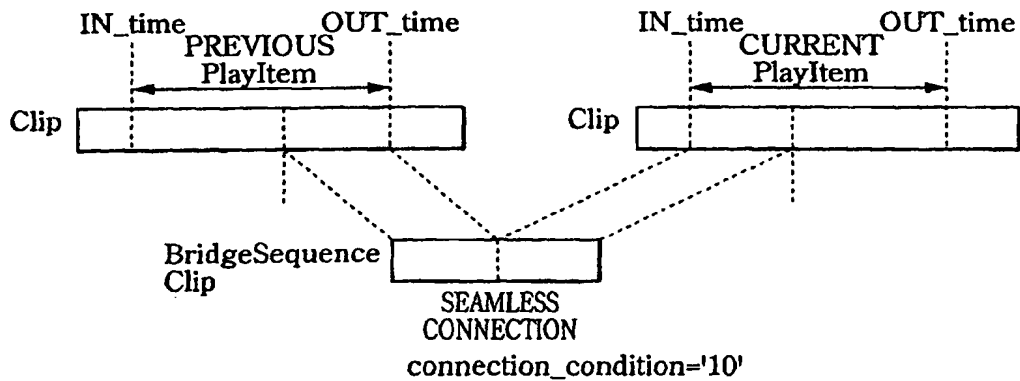 IN_time OUT_time
PREVIOUS
PlayItem
Clip
IN_time OUT_time
CURRENT
PlayItem
Clip
BridgeSequence
Clip
SEAMLESS
CONNECTION
connection_condition='10'